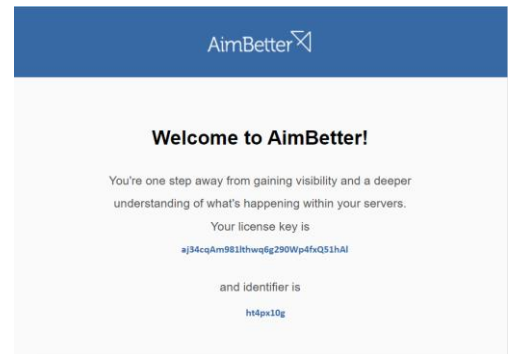 AimBetter
Welcome to AimBetter!
You're one step away from gaining visibility and a deeper
understanding of what's happening within your servers.
Your license key is
aj34cqAm981lthwq6g290Wp4fxQ51hAl
and identifier is
ht4px10g